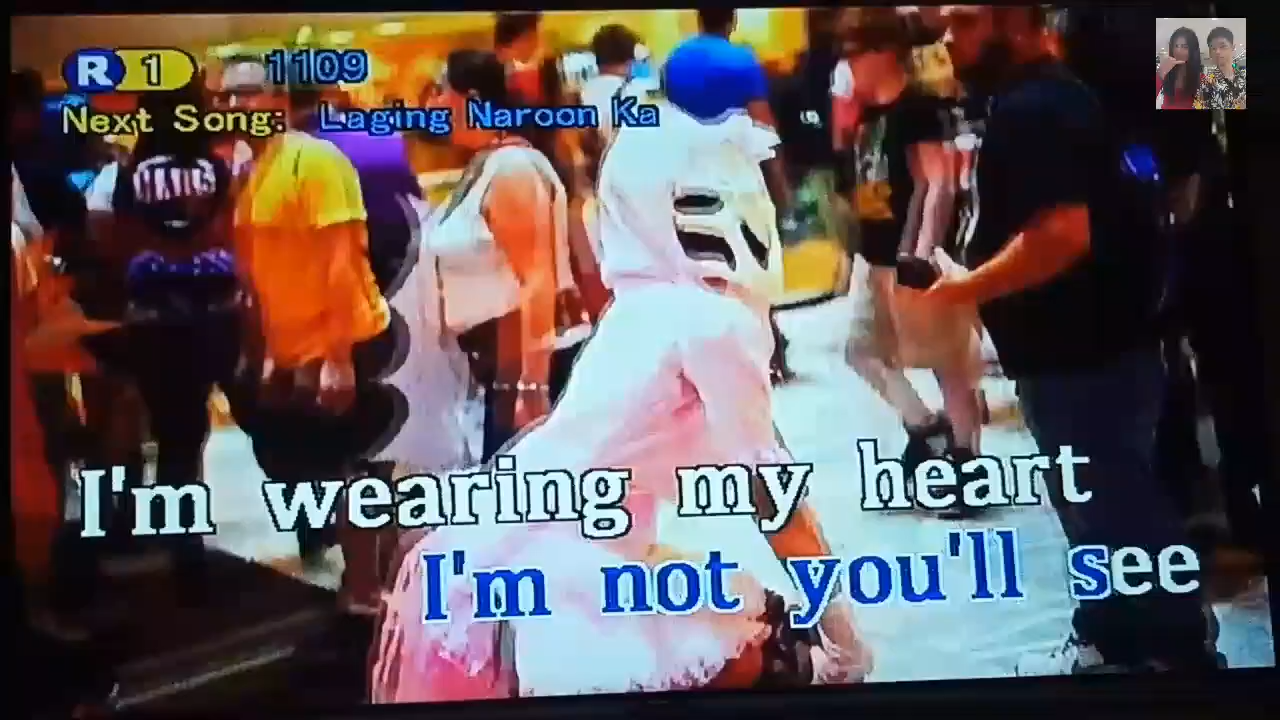 R 1 1109
Next Song: Laging Naroon Ka
I'm wearing my heart
I'm not you'll see